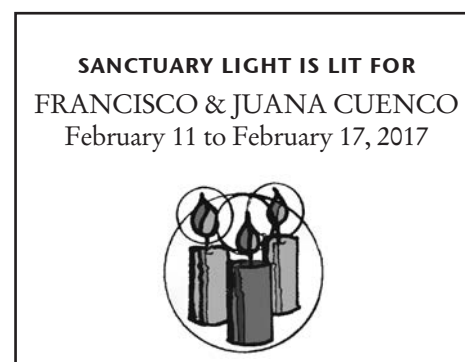 SANCTUARY LIGHT IS LIT FOR
FRANCISCO & JUANA CUENCO
February 11 to February 17, 2017